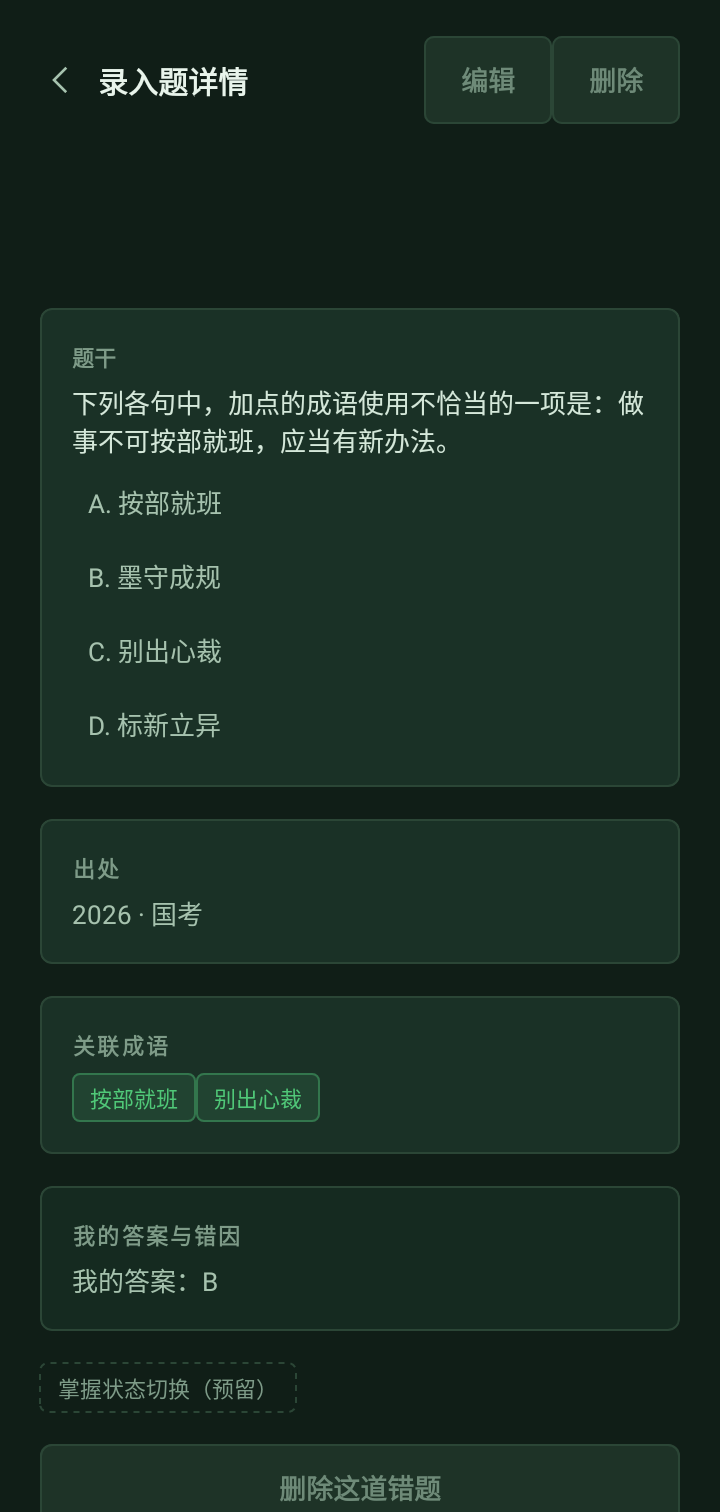 录入题详情
编辑
删除
题干
下列各句中，加点的成语使用不恰当的一项是：做
事不可按部就班，应当有新办法。
A. 按部就班
B. 墨守成规
C. 别出心裁
D. 标新立异
出处
2026 · 国考
关联成语
按部就班
别出心裁
我的答案与错因
我的答案：B
掌握状态切换（预留）
删除这道错题